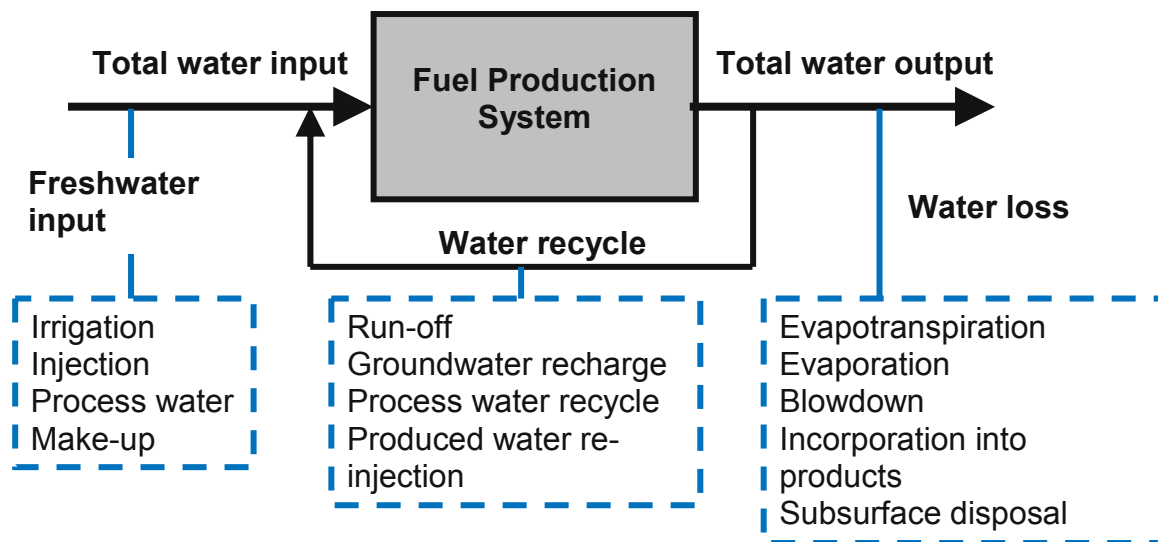 Total water input
Fuel Production
System
Total water output
Freshwater
input
Water loss
Water recycle
Irrigation
Injection
Process water
Make-up
Run-off
Groundwater recharge
Process water recycle
Produced water re-
injection
Evapotranspiration
Evaporation
Blowdown
Incorporation into
products
Subsurface disposal